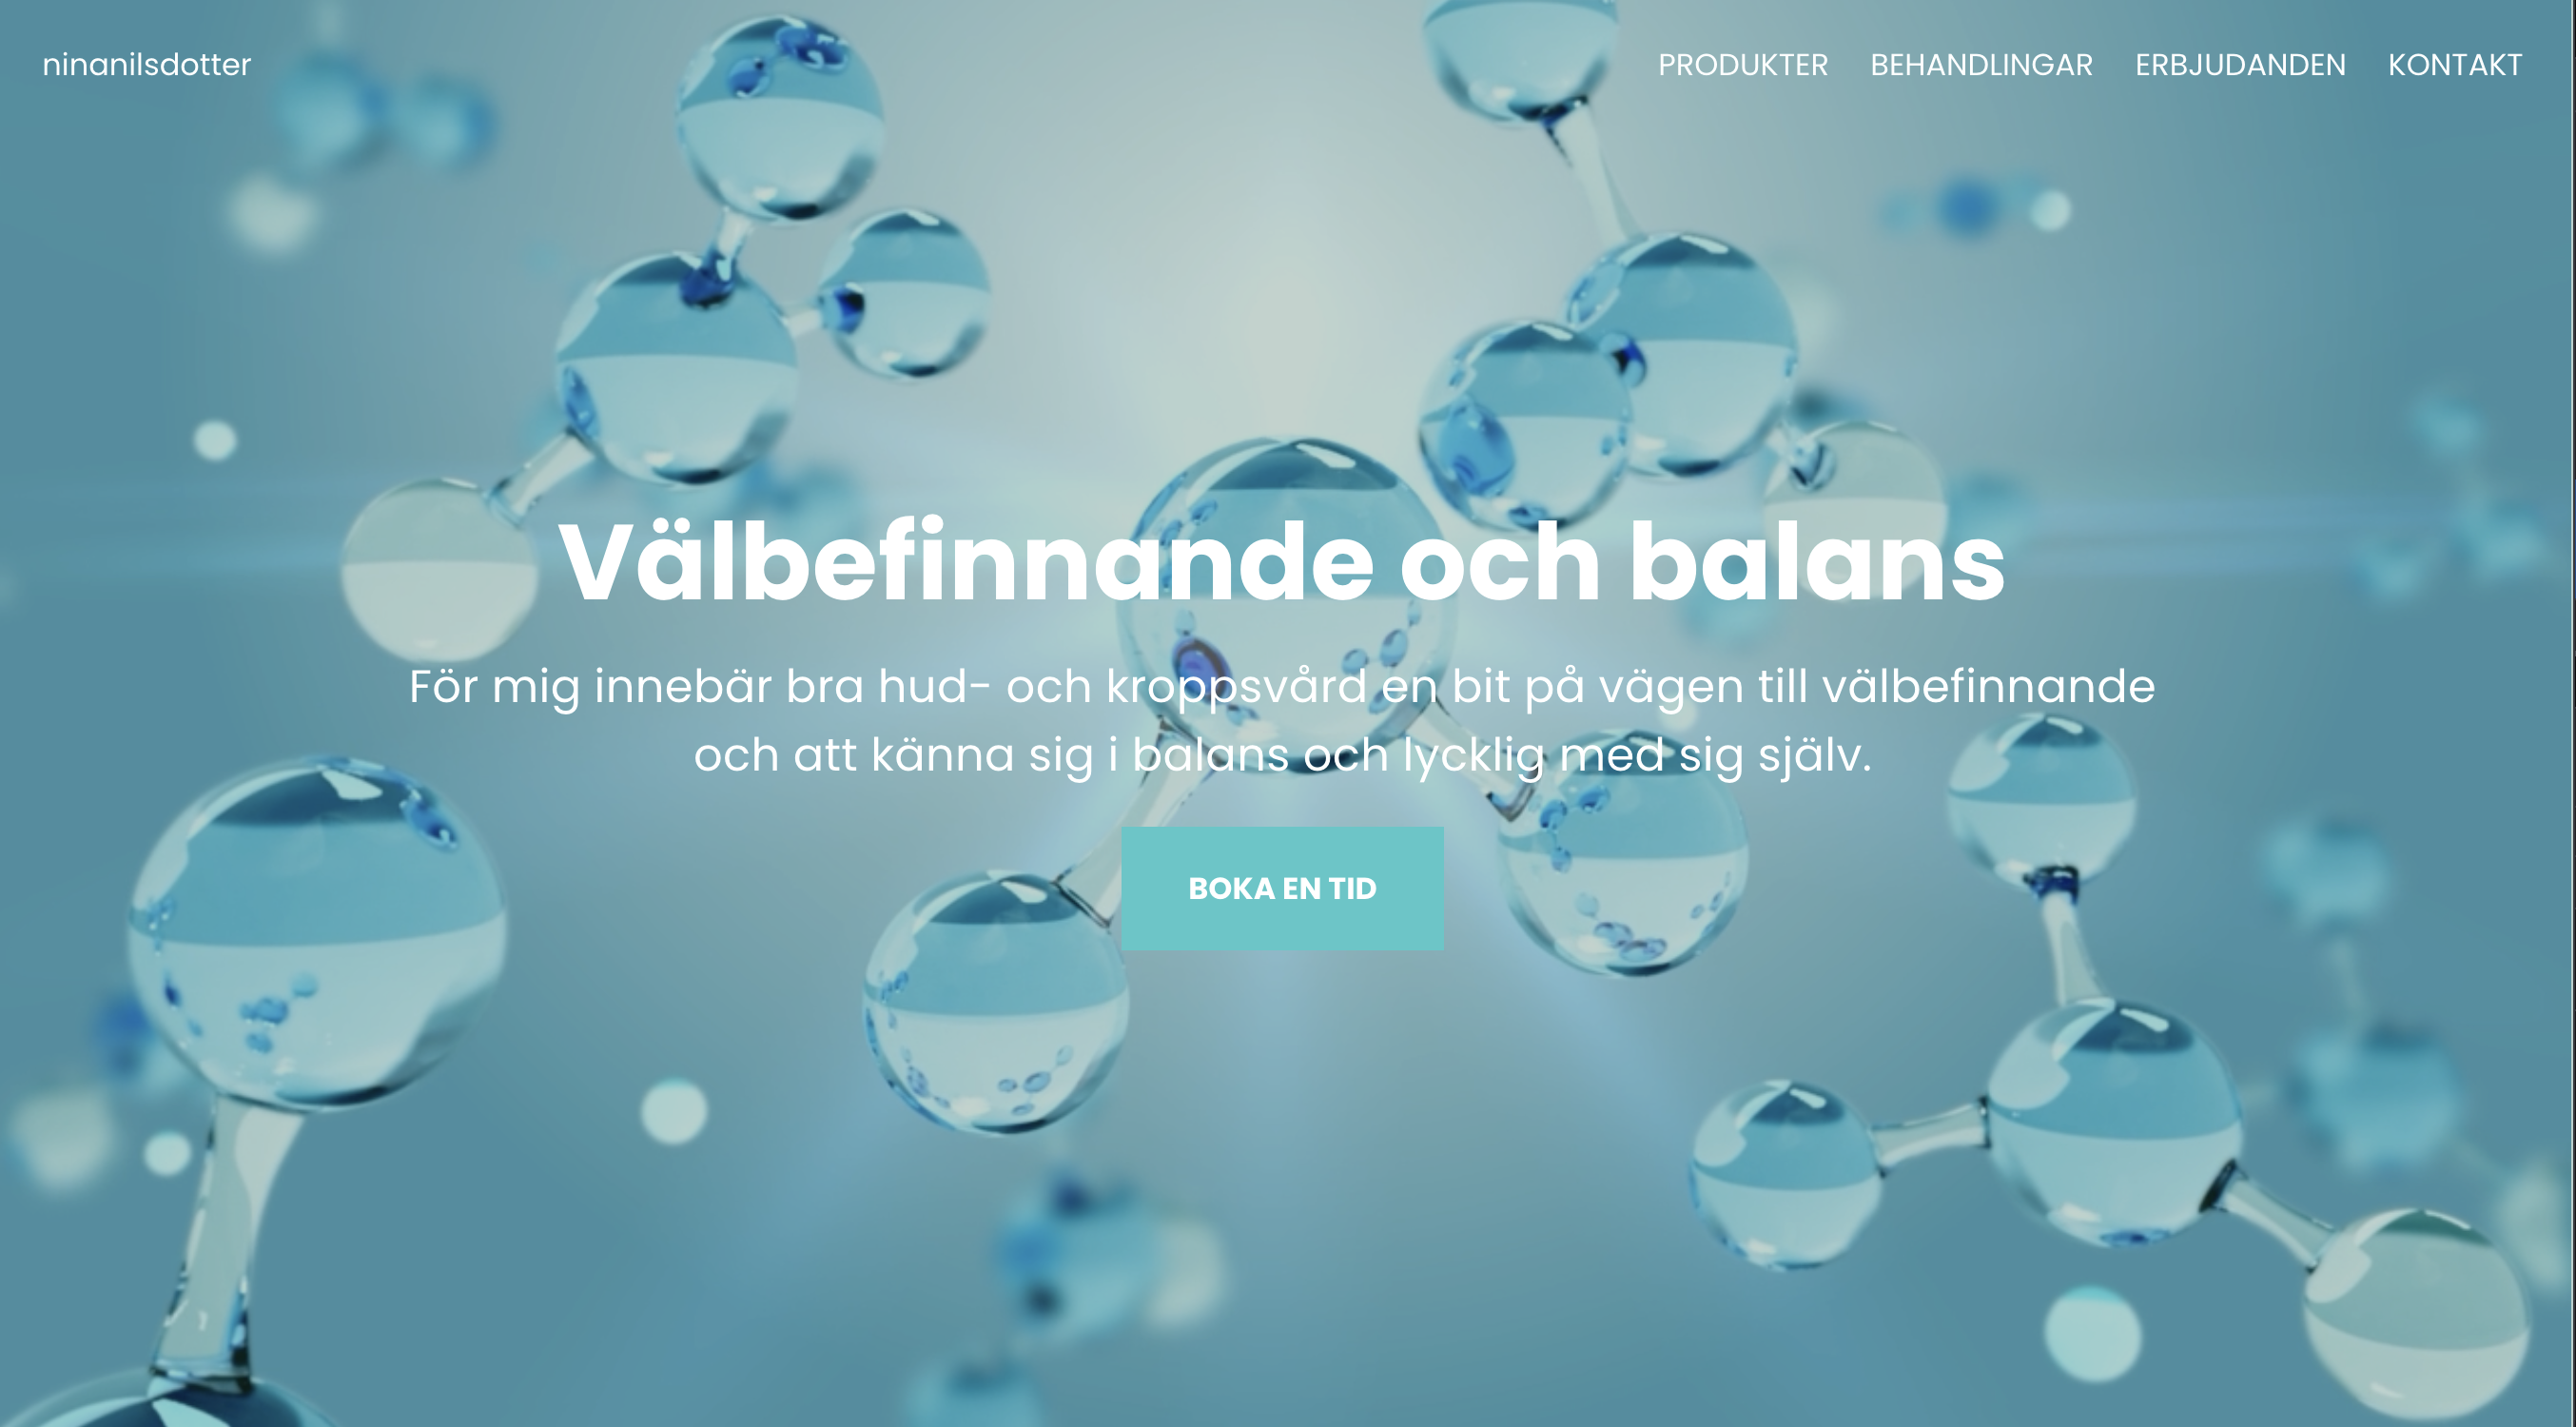 ninanilsdotter
PRODUKTER BEHANDLINGAR ERBJUDANDEN KONTAKT
Välbefinnande och balans
För mig innebär bra hud- och kroppsvård en bit på vägen till välbefinnande
och att känna sig i balans och lycklig med sig själv.
BOKA EN TID